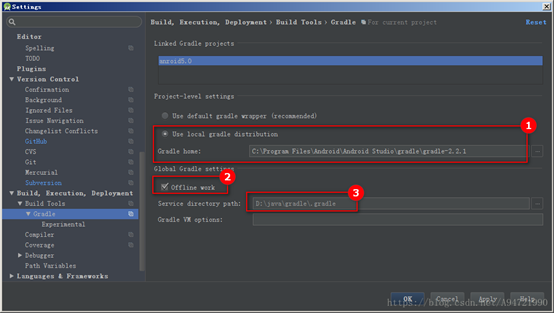 Settings
Build, Execution, Deployment › Build Tools › Gradle For current project Reset
Editor
Spelling
TODO
Plugins
Version Control
Confirmation
Background
Ignored Files
Issue Navigation
Changelist Conflicts
GitHub
CVS
Git
Mercurial
Subversion
Build, Execution, Deployment
Build Tools
Gradle
Experimental
Compiler
Coverage
Debugger
Path Variables
Languages & Frameworks
Linked Gradle projects
anroid5.0
Project-level settings
Use default gradle wrapper (recommended)
1
Use local gradle distribution
Gradle home: C:\Program Files\Android\Android Studio\gradle\gradle-2.2.1 ...
Global Gradle settings
2
Offline work
3
Service directory path: D:\java\gradle\.gradle ...
Gradle VM options:
OK Cancel Apply Help
https://blog.csdn.net/A94721990